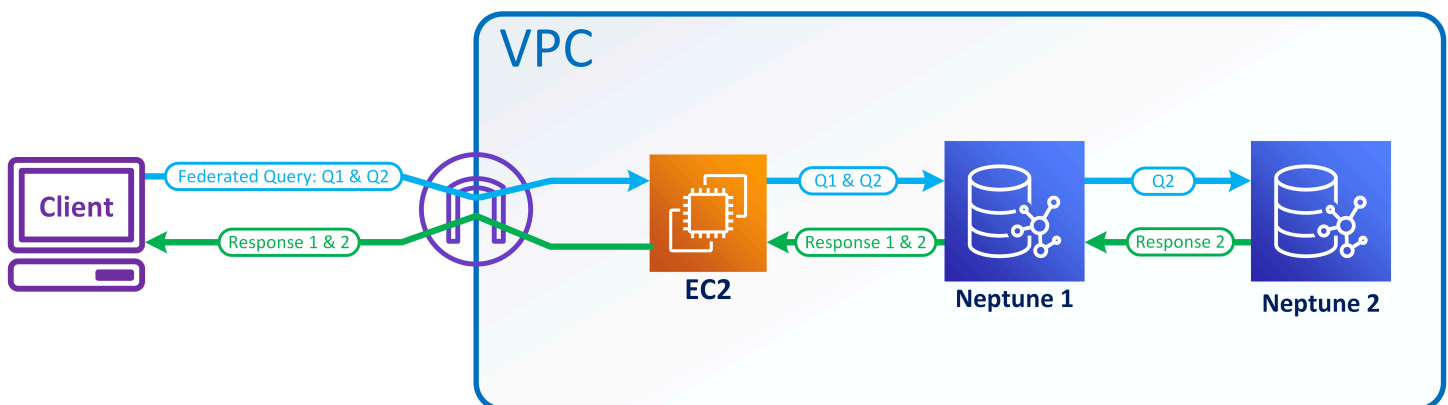 VPC
Federated Query: Q1 & Q2
Q1 & Q2
Q2
Client
Response 1 & 2
Response 1 & 2
Response 2
EC2
Neptune 1
Neptune 2